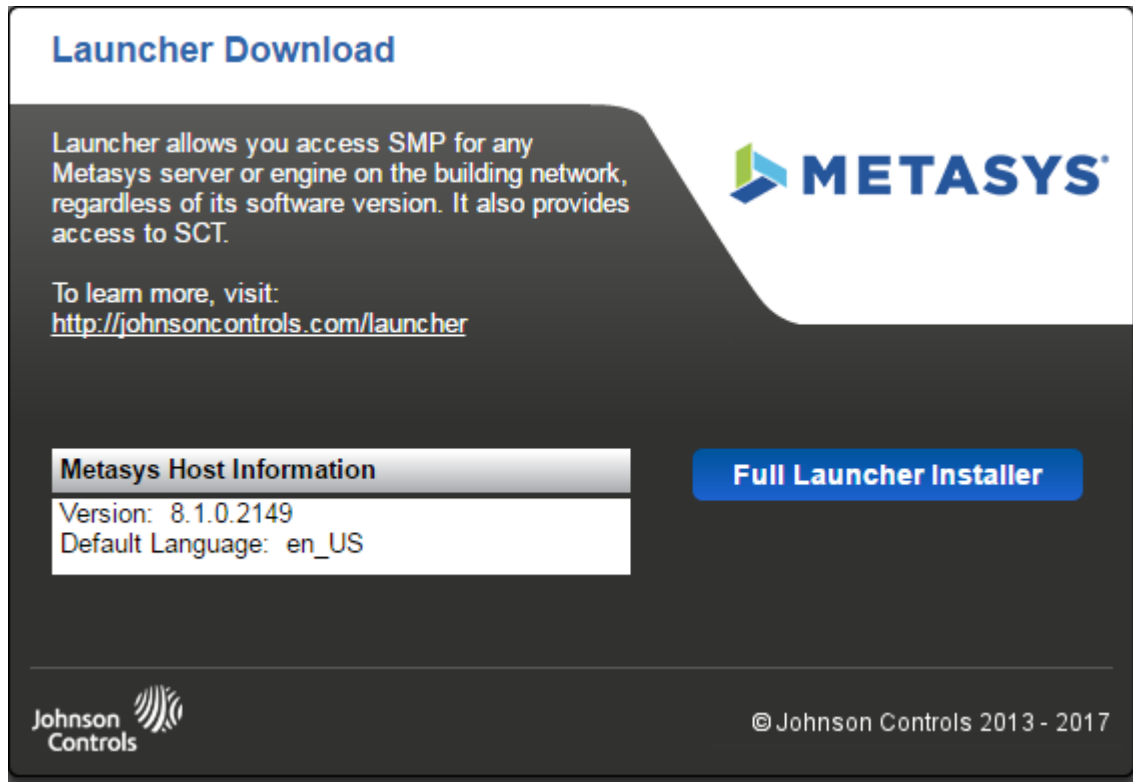 Launcher Download
Launcher allows you access SMP for any
Metasys server or engine on the building network,
regardless of its software version. It also provides
access to SCT.
To learn more, visit:
http://johnsoncontrols.com/launcher
METASYS®
Metasys Host Information
Version: 8.1.0.2149
Default Language: en_US
Full Launcher Installer
Johnson
Controls
© Johnson Controls 2013 - 2017